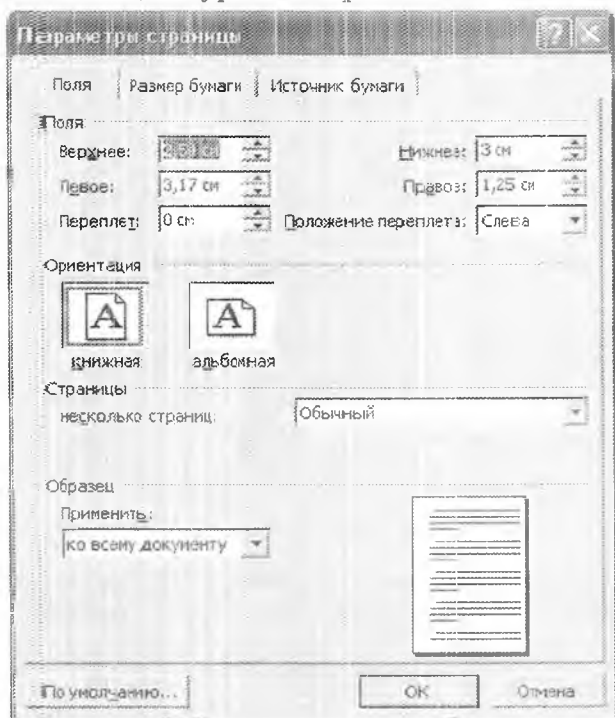 Параметры страницы
Поля Размер бумаги Источник бумаги
Поля
Верхнее: Нижнее: 3 см
Левое: 3,17 см Правое: 1,25 см
Переплет: 0 см Положение переплета: Слева
Ориентация
А А
книжная альбомная
Страницы
несколько страниц: Обычный
Образец
Применить:
ко всему документу
По умолчанию... ОК Отмена